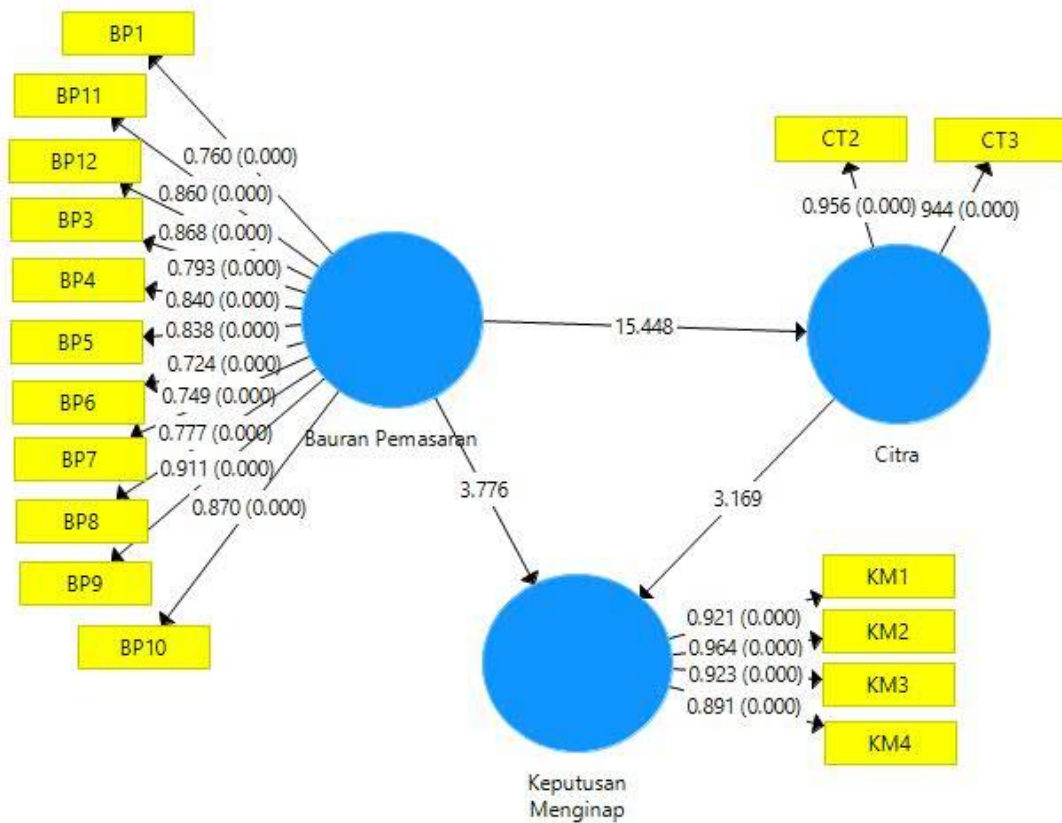 BP1
BP11
BP12
BP3
BP4
BP5
BP6
BP7
BP8
BP9
BP10
0.760 (0.000)
0.860 (0.000)
0.868 (0.000)
0.793 (0.000)
0.840 (0.000)
0.838 (0.000)
0.724 (0.000)
0.749 (0.000)
0.777 (0.000)
0.911 (0.000)
0.870 (0.000)
Bauran Pemasaran
15.448
3.776
CT2
CT3
0.956 (0.000)
944 (0.000)
Citra
3.169
0.921 (0.000)
0.964 (0.000)
0.923 (0.000)
0.891 (0.000)
KM1
KM2
KM3
KM4
Keputusan
Menginap